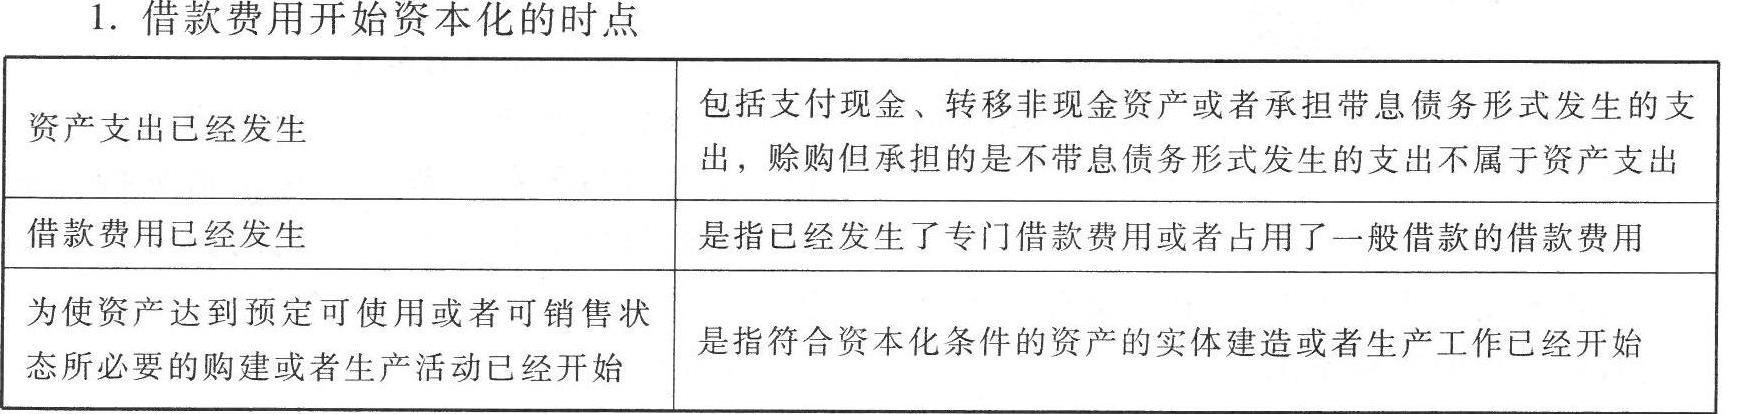 1. 借款费用开始资本化的时点
资产支出已经发生
包括支付现金、转移非现金资产或者承担带息债务形式发生的支
出，赊购但承担的是不带息债务形式发生的支出不属于资产支出
借款费用已经发生
是指已经发生了专门借款费用或者占用了一般借款的借款费用
为使资产达到预定可使用或者可销售状
态所必要的购建或者生产活动已经开始
是指符合资本化条件的资产的实体建造或者生产工作已经开始